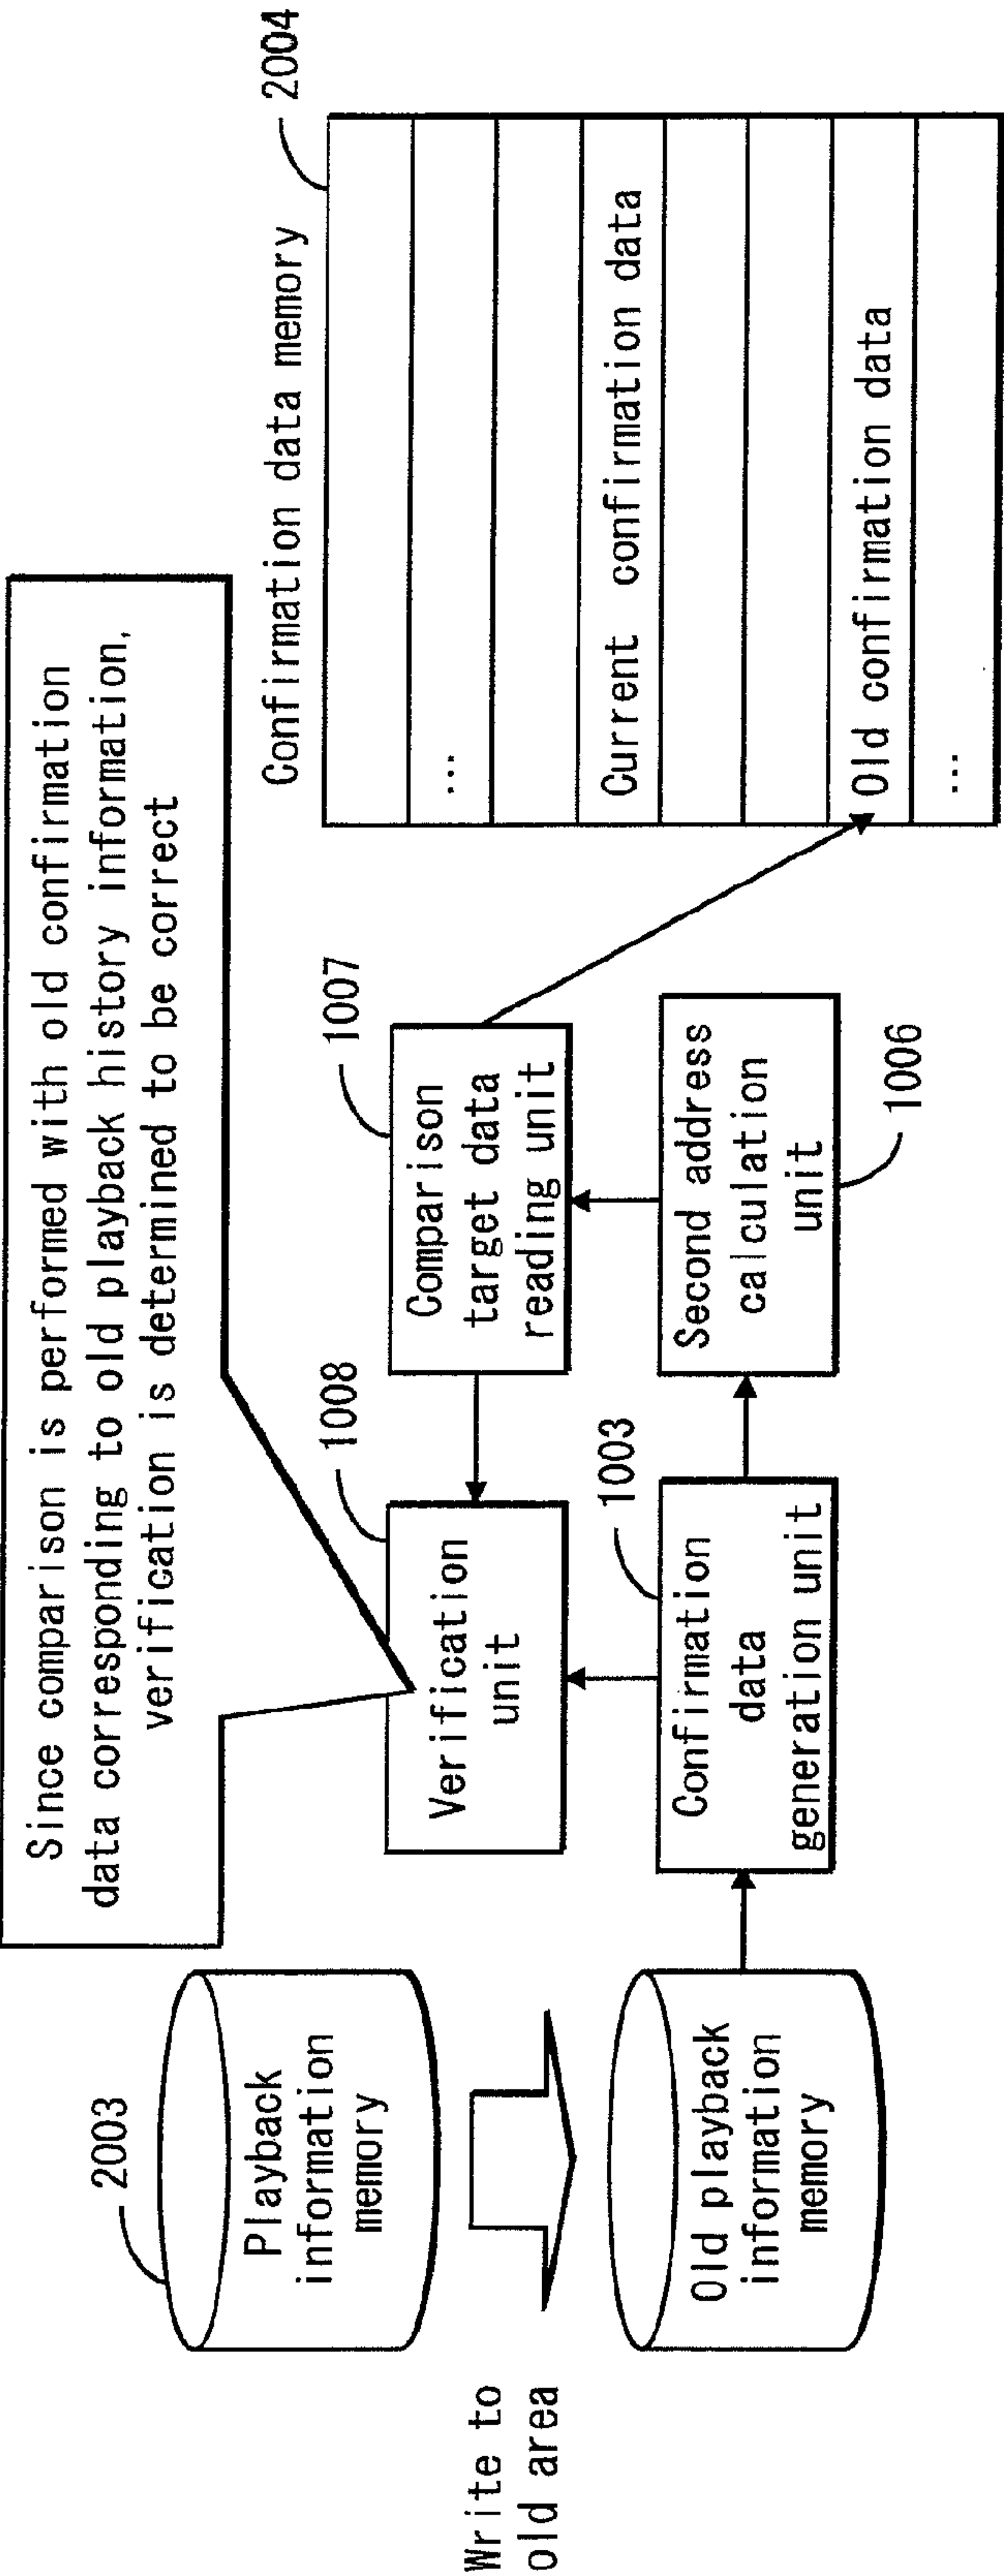 Since comparison is performed with old confirmation
data corresponding to old playback history information,
verification is determined to be correct
2003
Playback
information
memory
Write to
old area
Old playback
information
memory
1008
Verification
unit
1003
Confirmation
data
generation unit
1007
Comparison
target data
reading unit
Second address
calculation
unit
1006
Confirmation data memory
2004
...
Current confirmation data
Old confirmation data
...